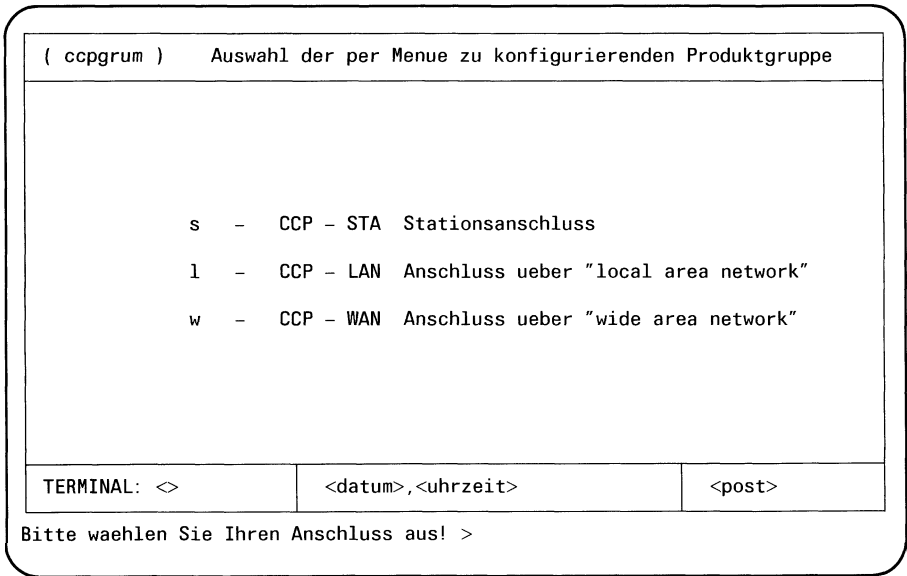 ( ccpgrum ) Auswahl der per Menue zu konfigurierenden Produktgruppe
s – CCP – STA Stationsanschluss
l – CCP – LAN Anschluss ueber "local area network"
w – CCP – WAN Anschluss ueber "wide area network"
TERMINAL: <> <datum>,<uhrzeit> <post>
Bitte waehlen Sie Ihren Anschluss aus! >